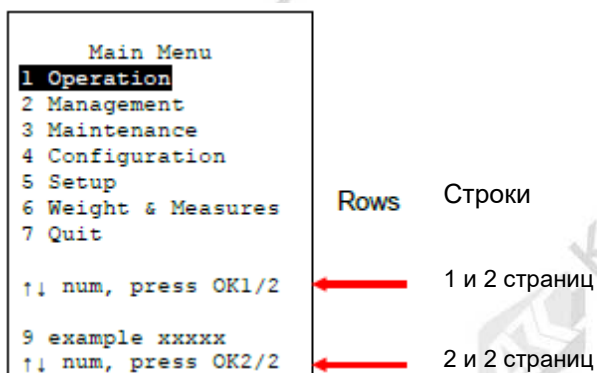 Main Menu
1 Operation
2 Management
3 Maintenance
4 Configuration
5 Setup
6 Weight & Measures
7 Quit
Rows
Строки
↑↓ num, press OK1/2
1 и 2 страниц
9 example xxxxx
↑↓ num, press OK2/2
2 и 2 страниц